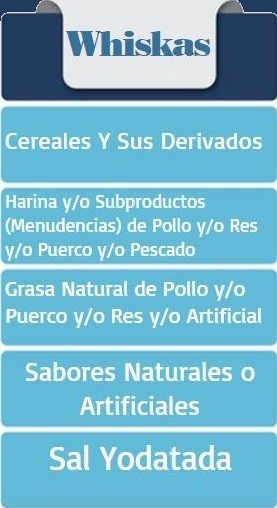 Whiskas
Cereales Y Sus Derivados
Harina y/o Subproductos
(Menudencias) de Pollo y/o Res
y/o Puerco y/o Pescado
Grasa Natural de Pollo y/o
Puerco y/o Res y/o Artificial
Sabores Naturales o
Artificiales
Sal Yodatada